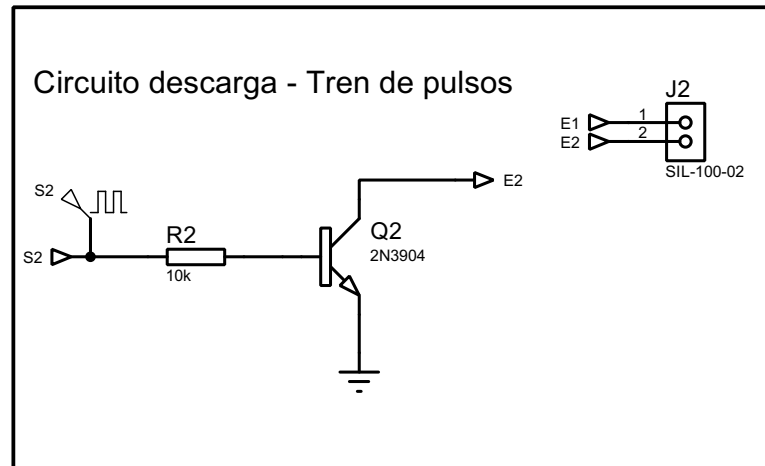 Circuito descarga - Tren de pulsos
J2
E1
1
E2
2
SIL-100-02
S2
E2
S2
R2
10k
Q2
2N3904